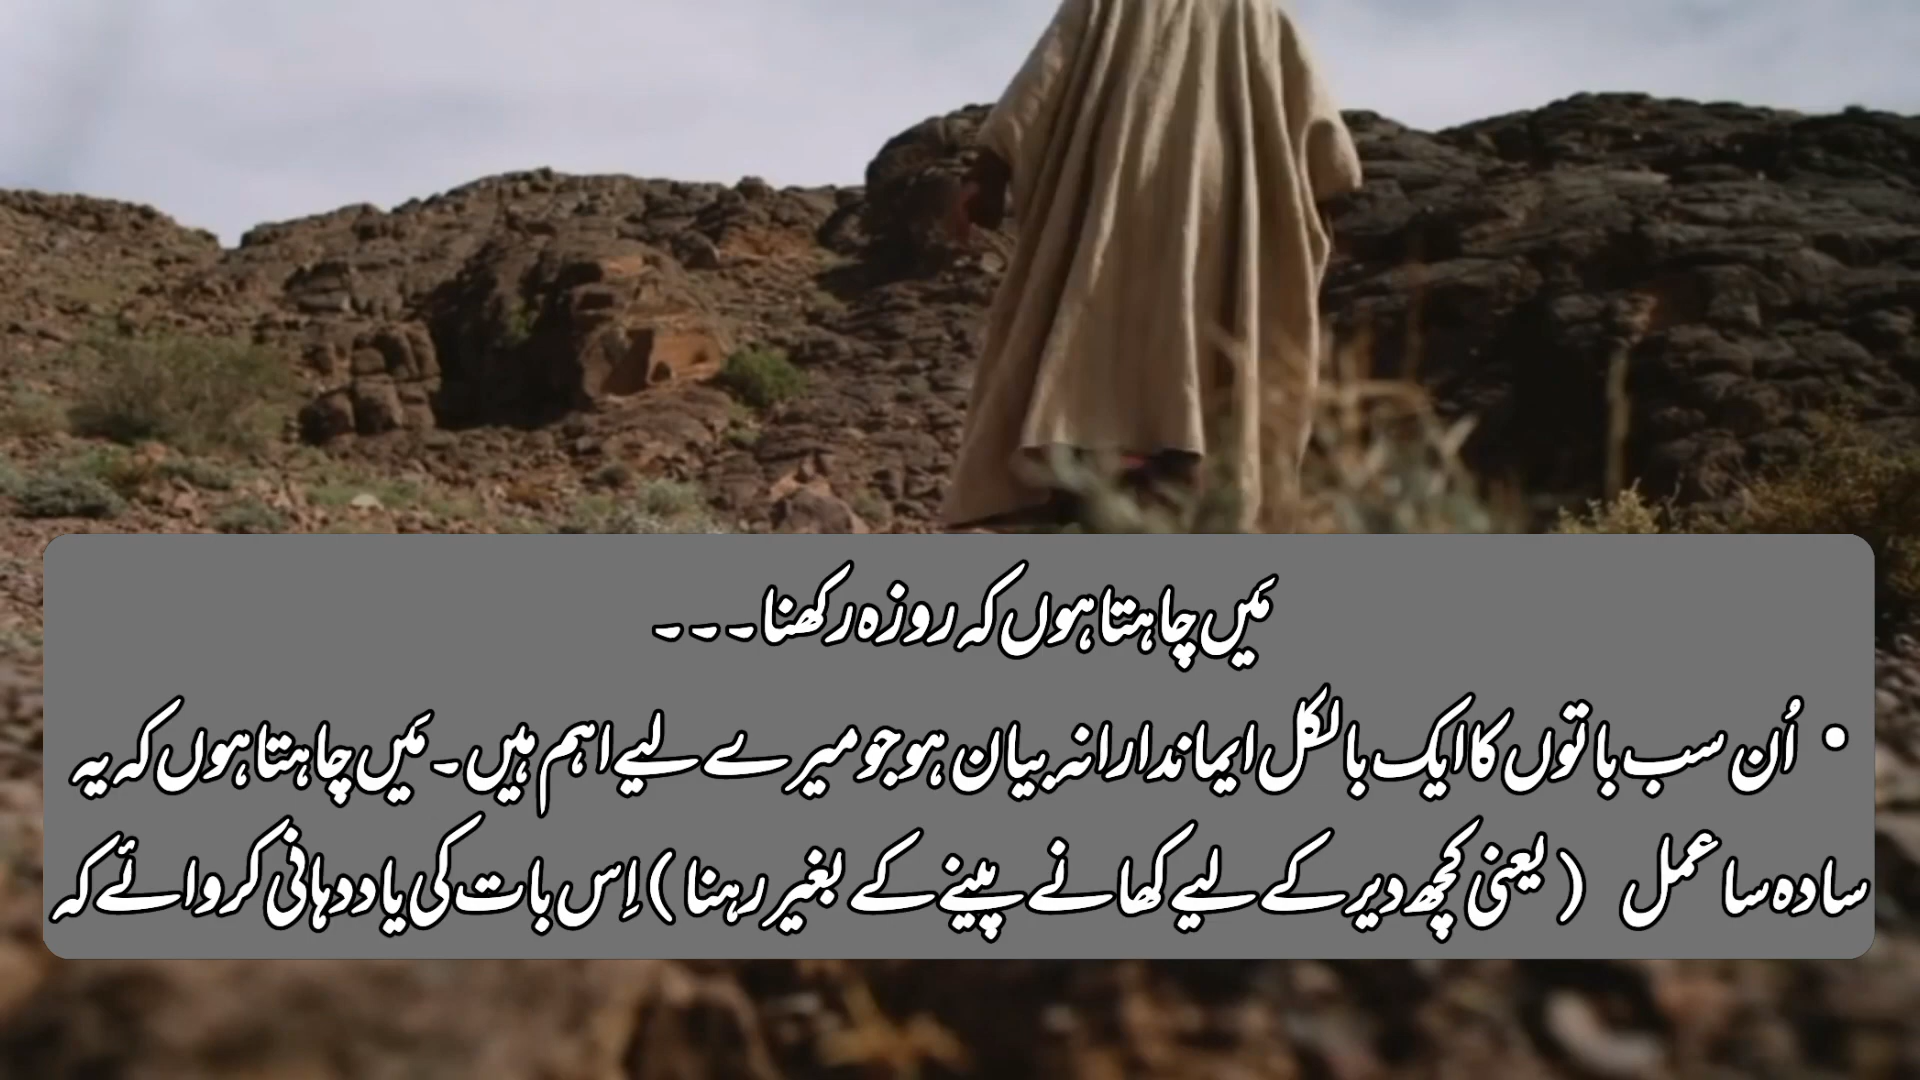 مَیں چاہتا ہوں کہ روزہ رکھنا۔۔۔
• اُن سب باتوں کا ایک بالکل ایماندارانہ بیان ہو جو میرے لیے اہم ہیں۔ مَیں چاہتا ہوں کہ یہ
سادہ سا عمل (یعنی کچھ دیر کے لیے کھانے پینے کے بغیر رہنا) اِس بات کی یاددہانی کروائے کہ